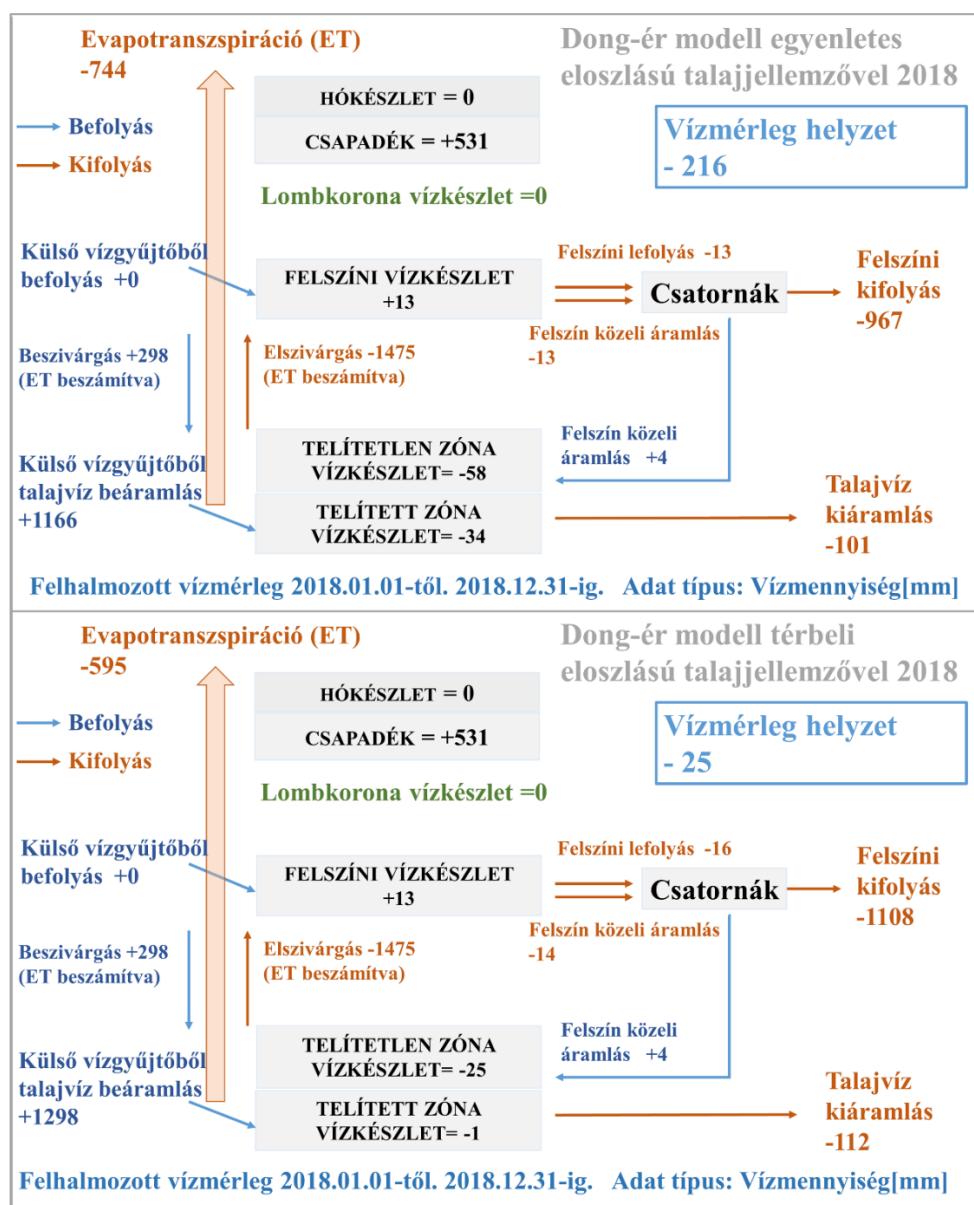 Evapotranszspiráció (ET)
-744
Dong-ér modell egyenletes
eloszlású talajjellemzővel 2018
HÓKÉSZLET = 0
CSAPADÉK = +531
Befolyás
Kifolyás
Vízmérleg helyzet
- 216
Lombkorona vízkészlet =0
Külső vízgyűjtőből
befolyás +0
FELSZÍNI VÍZKÉSZLET
+13
Felszíni lefolyás -13
Csatornák
Felszíni
kifolyás
-967
Felszín közeli áramlás
-13
Beszivárgás +298
(ET beszámítva)
Elszivárgás -1475
(ET beszámítva)
Külső vízgyűjtőből
talajvíz beáramlás
+1166
TELÍTETLEN ZÓNA
VÍZKÉSZLET= -58
Felszín közeli
áramlás +4
TELÍTETT ZÓNA
VÍZKÉSZLET= -34
Talajvíz
kiáramlás
-101
Felhalmozott vízmérleg 2018.01.01-től. 2018.12.31-ig. Adat típus: Vízmennyiség[mm]
Evapotranszspiráció (ET)
-595
Dong-ér modell térbeli
eloszlású talajjellemzővel 2018
HÓKÉSZLET = 0
CSAPADÉK = +531
Befolyás
Kifolyás
Vízmérleg helyzet
- 25
Lombkorona vízkészlet =0
Külső vízgyűjtőből
befolyás +0
FELSZÍNI VÍZKÉSZLET
+13
Felszíni lefolyás -16
Csatornák
Felszíni
kifolyás
-1108
Felszín közeli áramlás
-14
Beszivárgás +298
(ET beszámítva)
Elszivárgás -1475
(ET beszámítva)
Külső vízgyűjtőből
talajvíz beáramlás
+1298
TELÍTETLEN ZÓNA
VÍZKÉSZLET= -25
Felszín közeli
áramlás +4
TELÍTETT ZÓNA
VÍZKÉSZLET= -1
Talajvíz
kiáramlás
-112
Felhalmozott vízmérleg 2018.01.01-től. 2018.12.31-ig. Adat típus: Vízmennyiség[mm]